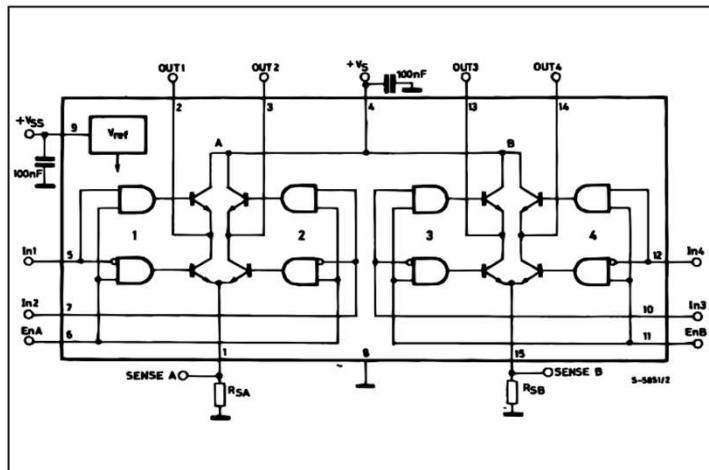 OUT1 OUT2 +VS 100nF OUT3 OUT4
2 3 4 13 14
+VSS 9 Vref
A B
100nF
1 2 3 4
In1 5 12 In4
In2 7 10 In3
EnA 6 11 EnB
1 8 15
SENSE A SENSE B S-5851/2
RSA RSB